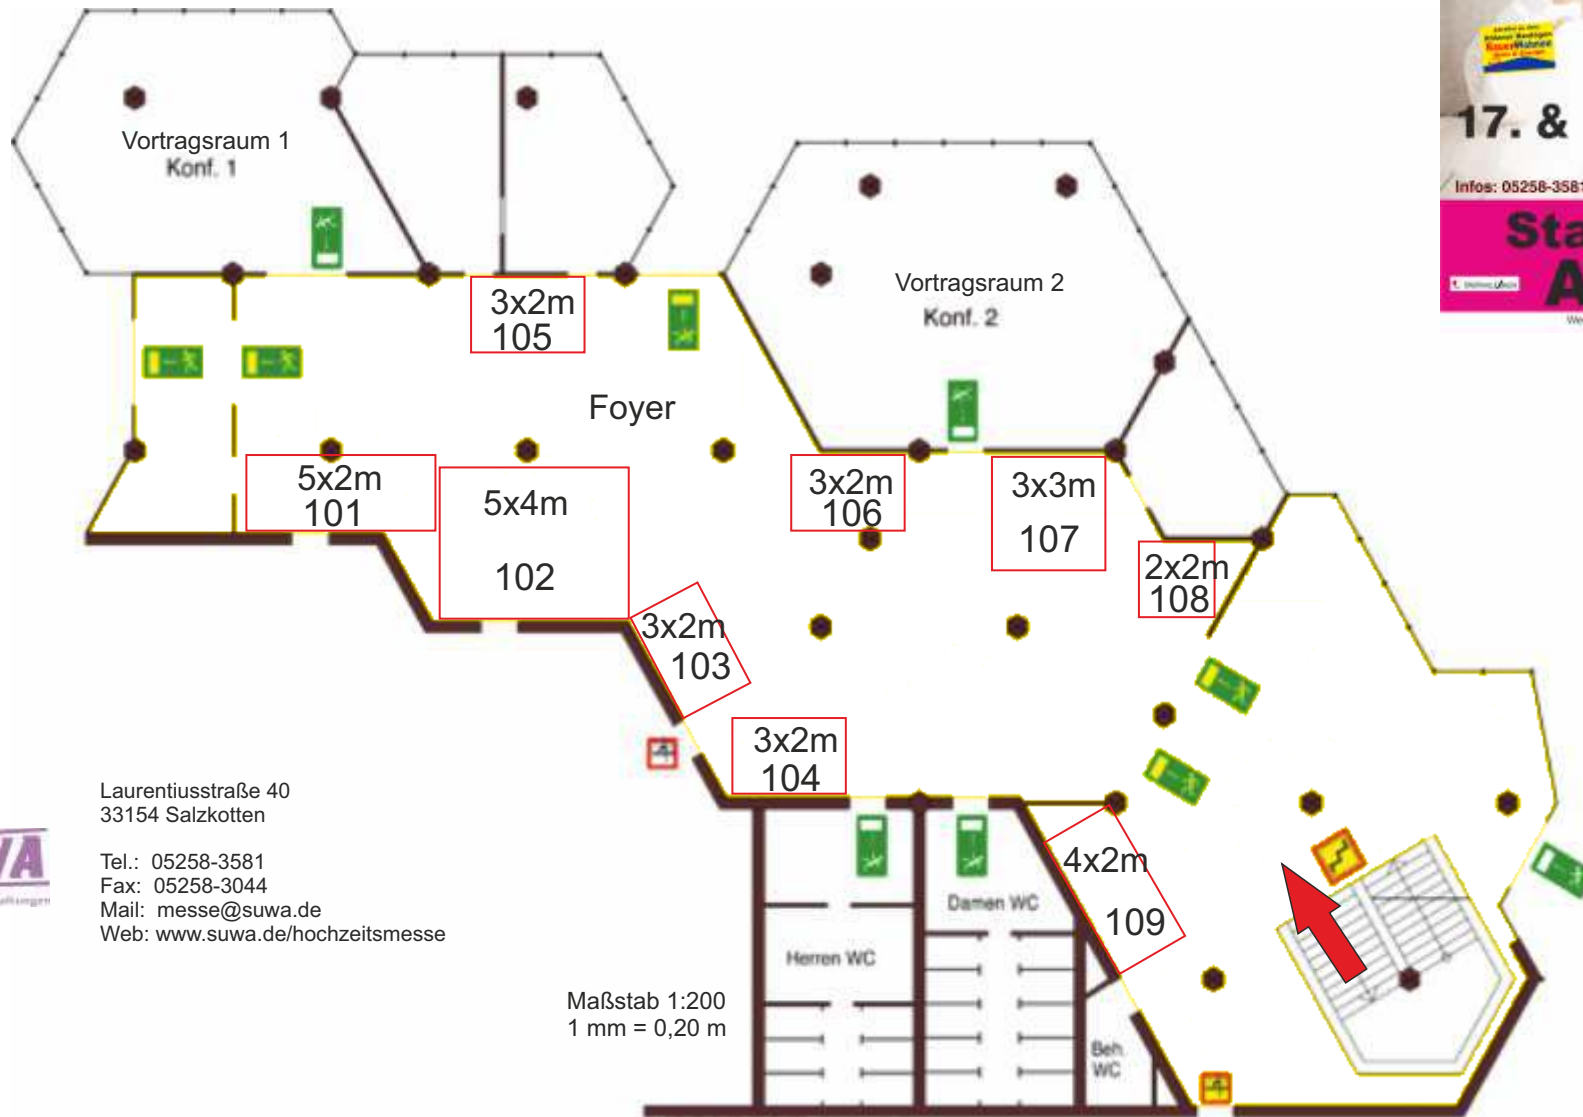 Vortragsraum 1
Konf. 1
Vortragsraum 2
Konf. 2
17. &
Infos: 05258-3581
Sta
A
3x2m
105
Foyer
5x2m
101
5x4m
102
3x2m
106
3x3m
107
2x2m
108
3x2m
103
3x2m
104
4x2m
109
Laurentiusstraße 40
33154 Salzkotten
Tel.: 05258-3581
Fax: 05258-3044
Mail: messe@suwa.de
Web: www.suwa.de/hochzeitsmesse
Damen WC
Herren WC
Maßstab 1:200
1 mm = 0,20 m
Beh.
WC